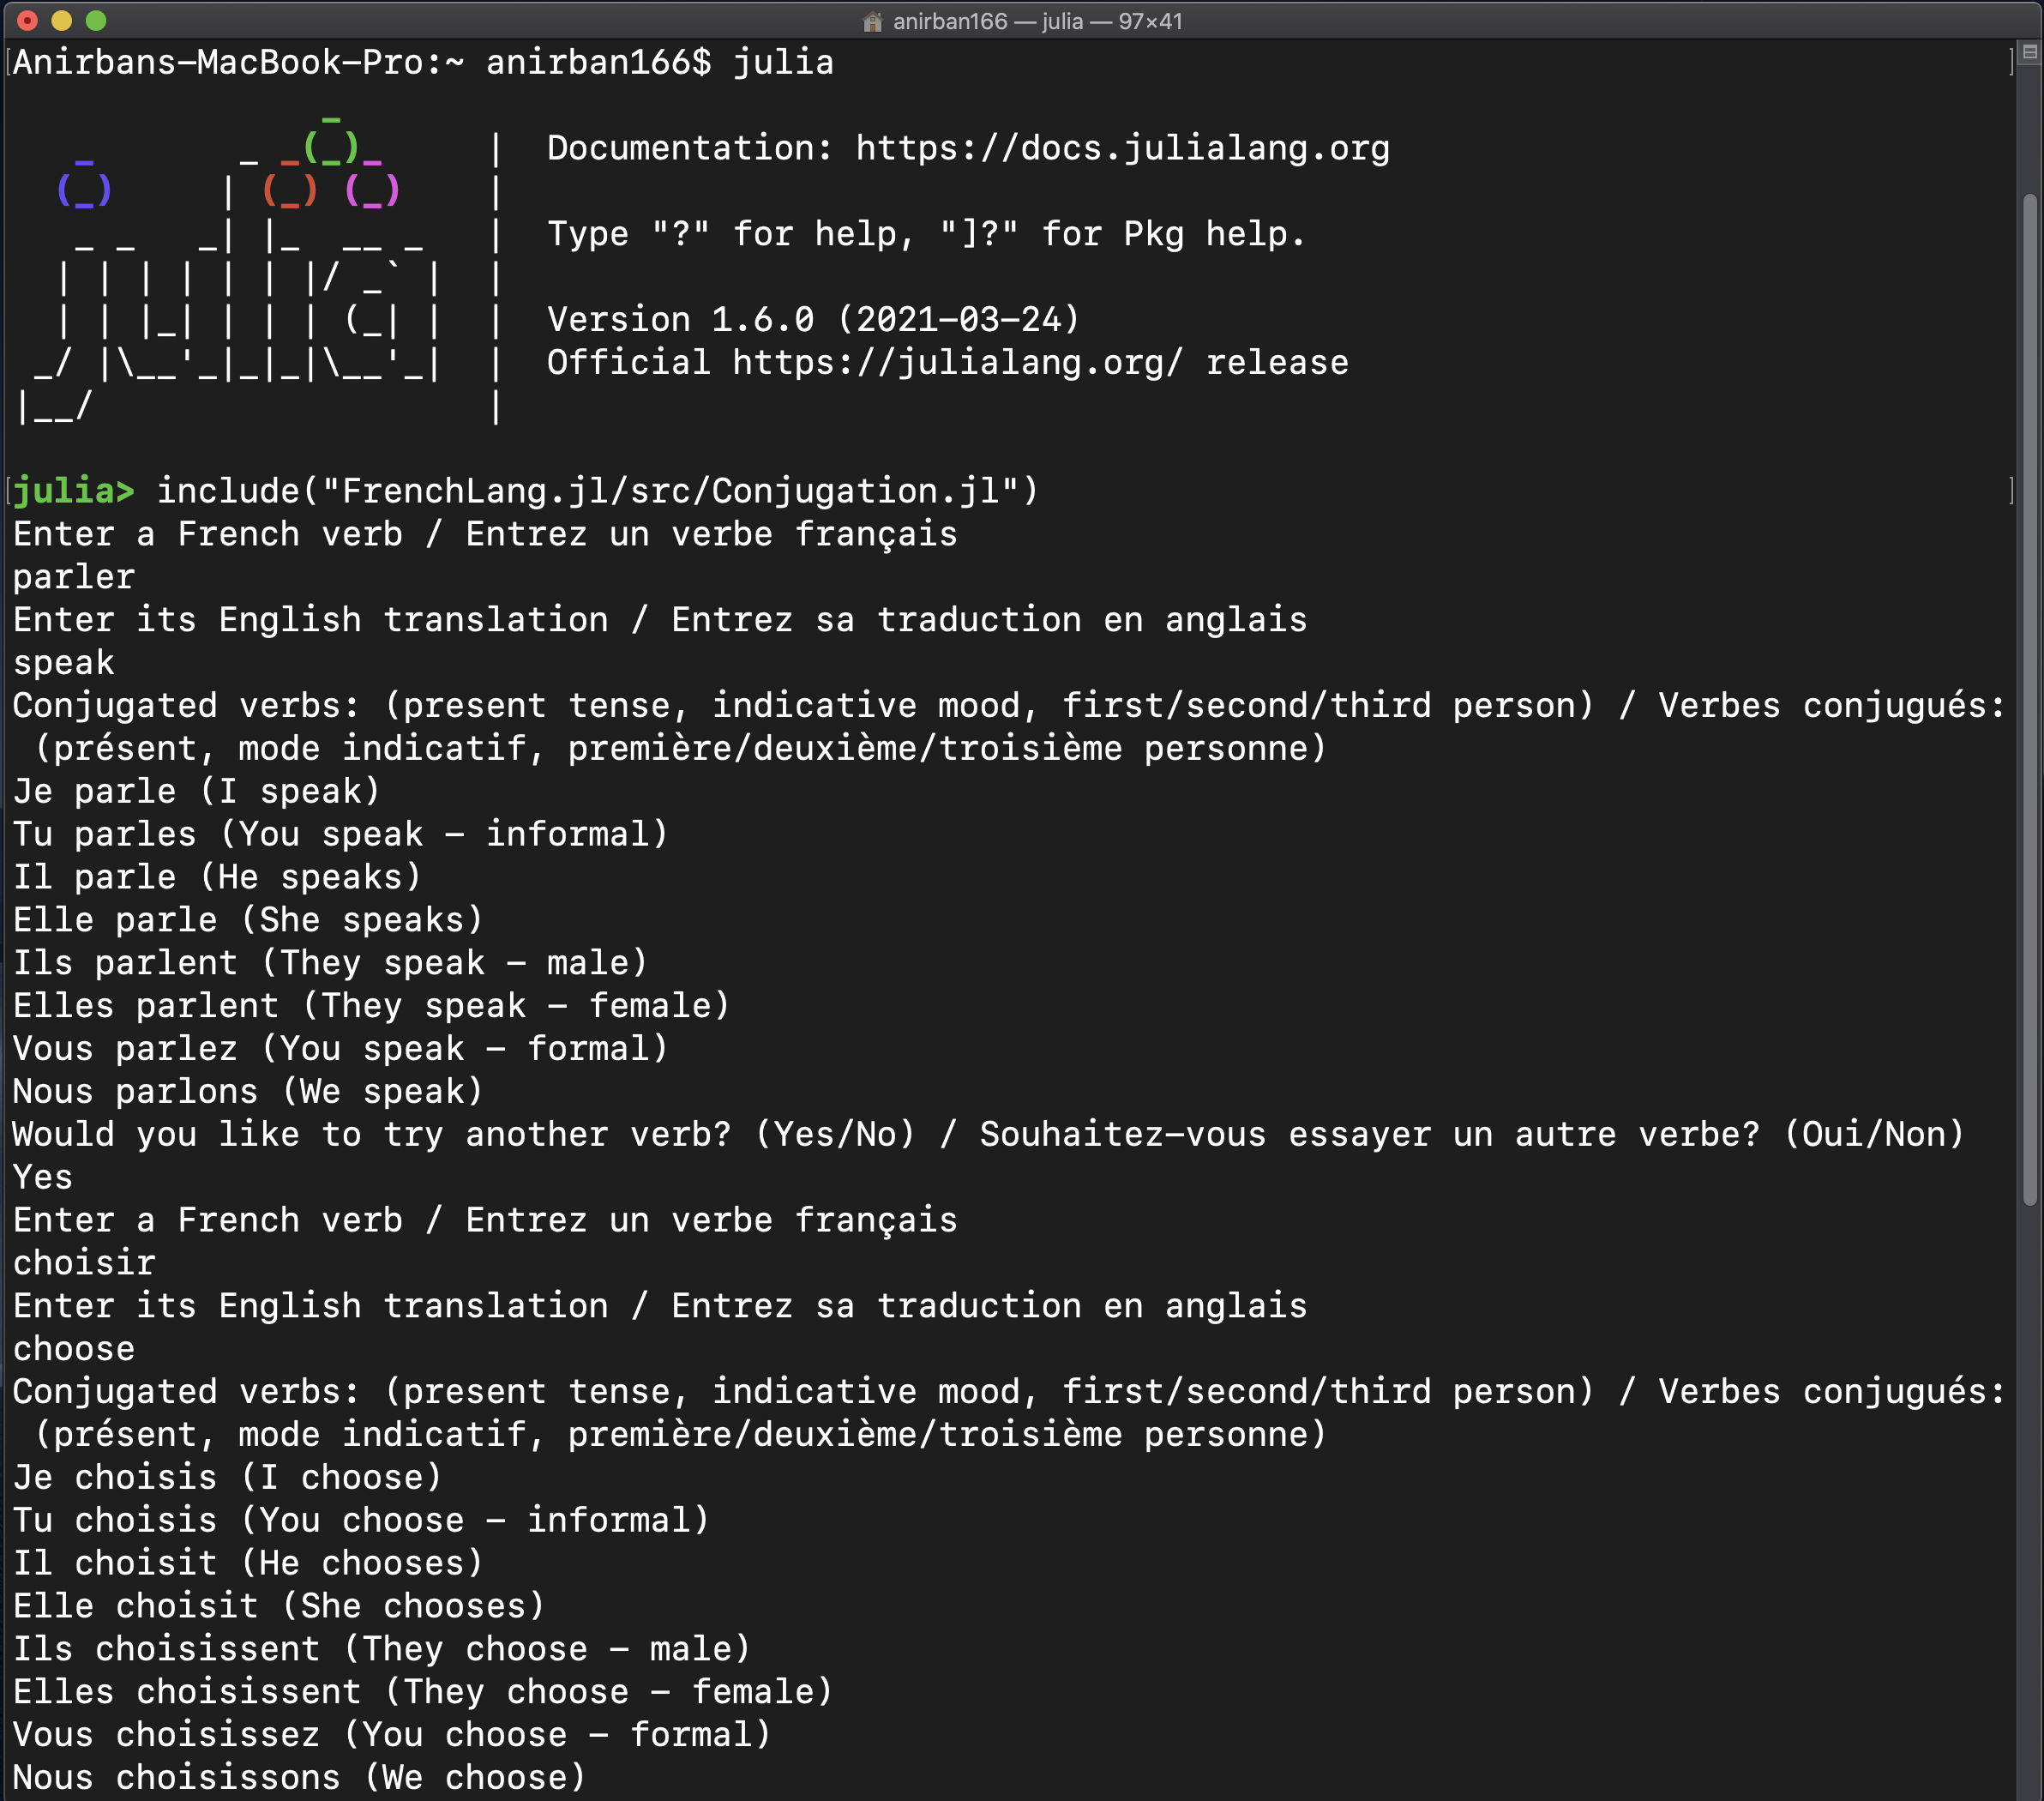 anirban166 — julia — 97×41
Anirbans-MacBook-Pro:~ anirban166$ julia
               _
   _       _ _(_)_     |  Documentation: https://docs.julialang.org
  (_)     | (_) (_)    |
   _ _   _| |_  __ _   |  Type "?" for help, "]?" for Pkg help.
  | | | | | | |/ _` |  |
  | | |_| | | | (_| |  |  Version 1.6.0 (2021-03-24)
 _/ |\__'_|_|_|\__'_|  |  Official https://julialang.org/ release
|__/                   |
julia> include("FrenchLang.jl/src/Conjugation.jl")
Enter a French verb / Entrez un verbe français
parler
Enter its English translation / Entrez sa traduction en anglais
speak
Conjugated verbs: (present tense, indicative mood, first/second/third person) / Verbes conjugués:
 (présent, mode indicatif, première/deuxième/troisième personne)
Je parle (I speak)
Tu parles (You speak - informal)
Il parle (He speaks)
Elle parle (She speaks)
Ils parlent (They speak - male)
Elles parlent (They speak - female)
Vous parlez (You speak - formal)
Nous parlons (We speak)
Would you like to try another verb? (Yes/No) / Souhaitez-vous essayer un autre verbe? (Oui/Non)
Yes
Enter a French verb / Entrez un verbe français
choisir
Enter its English translation / Entrez sa traduction en anglais
choose
Conjugated verbs: (present tense, indicative mood, first/second/third person) / Verbes conjugués:
 (présent, mode indicatif, première/deuxième/troisième personne)
Je choisis (I choose)
Tu choisis (You choose - informal)
Il choisit (He chooses)
Elle choisit (She chooses)
Ils choisissent (They choose - male)
Elles choisissent (They choose - female)
Vous choisissez (You choose - formal)
Nous choisissons (We choose)